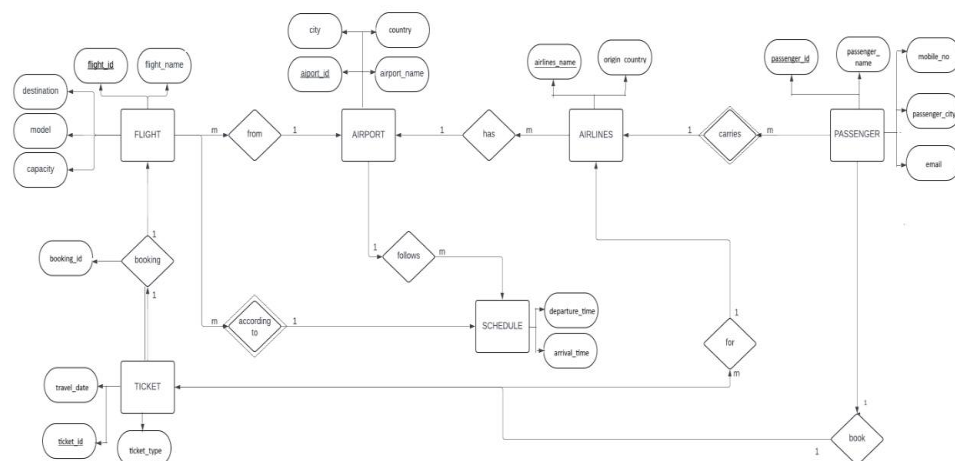 city
country
flight_id
flight_name
aiport_id
airport_name
airlines_name
origin country
passenger_id
passenger_
name
mobile_no
destination
model
capacity
FLIGHT
m
from
1
AIRPORT
1
has
m
AIRLINES
1
carries
m
PASSENGER
passenger_city
email
booking_id
1
booking
1
1
follows
m
m
according
to
1
SCHEDULE
departure_time
arrival_time
1
for
m
travel_date
TICKET
ticket_id
ticket_type
1
book
1